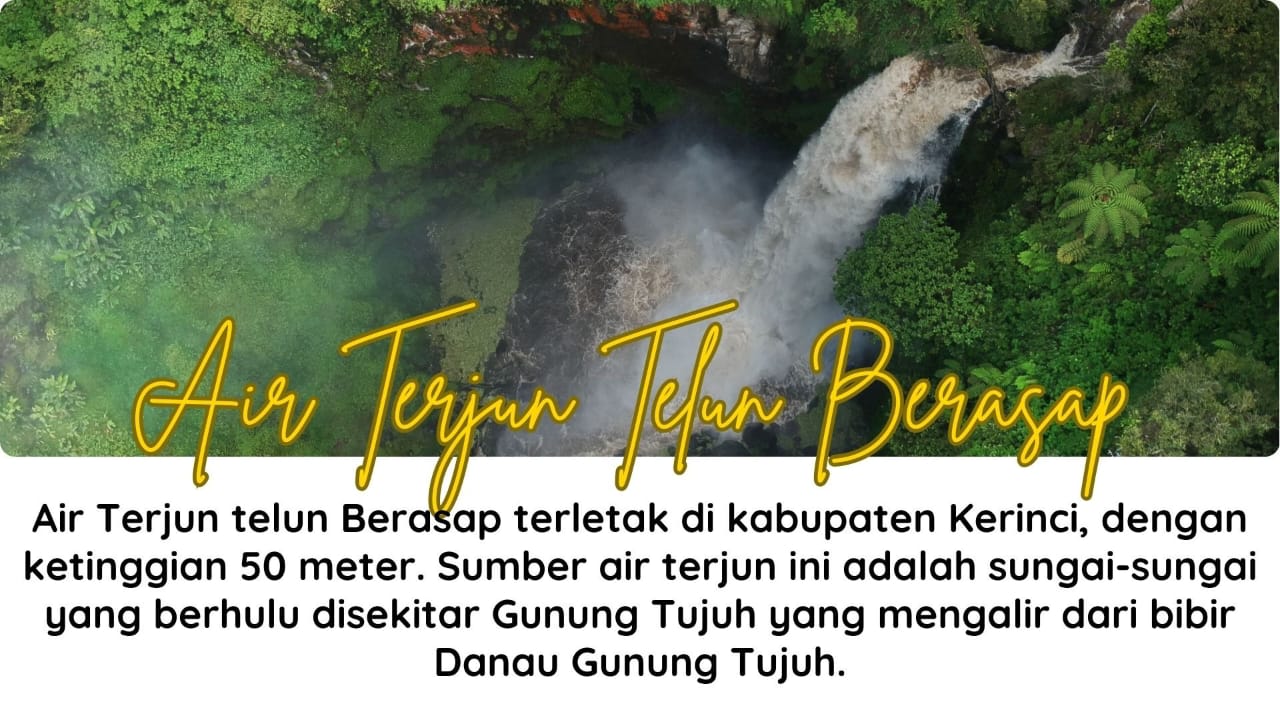 Air Terjun Telun Berasap
Air Terjun telun Berasap terletak di kabupaten Kerinci, dengan
ketinggian 50 meter. Sumber air terjun ini adalah sungai-sungai
yang berhulu disekitar Gunung Tujuh yang mengalir dari bibir
Danau Gunung Tujuh.